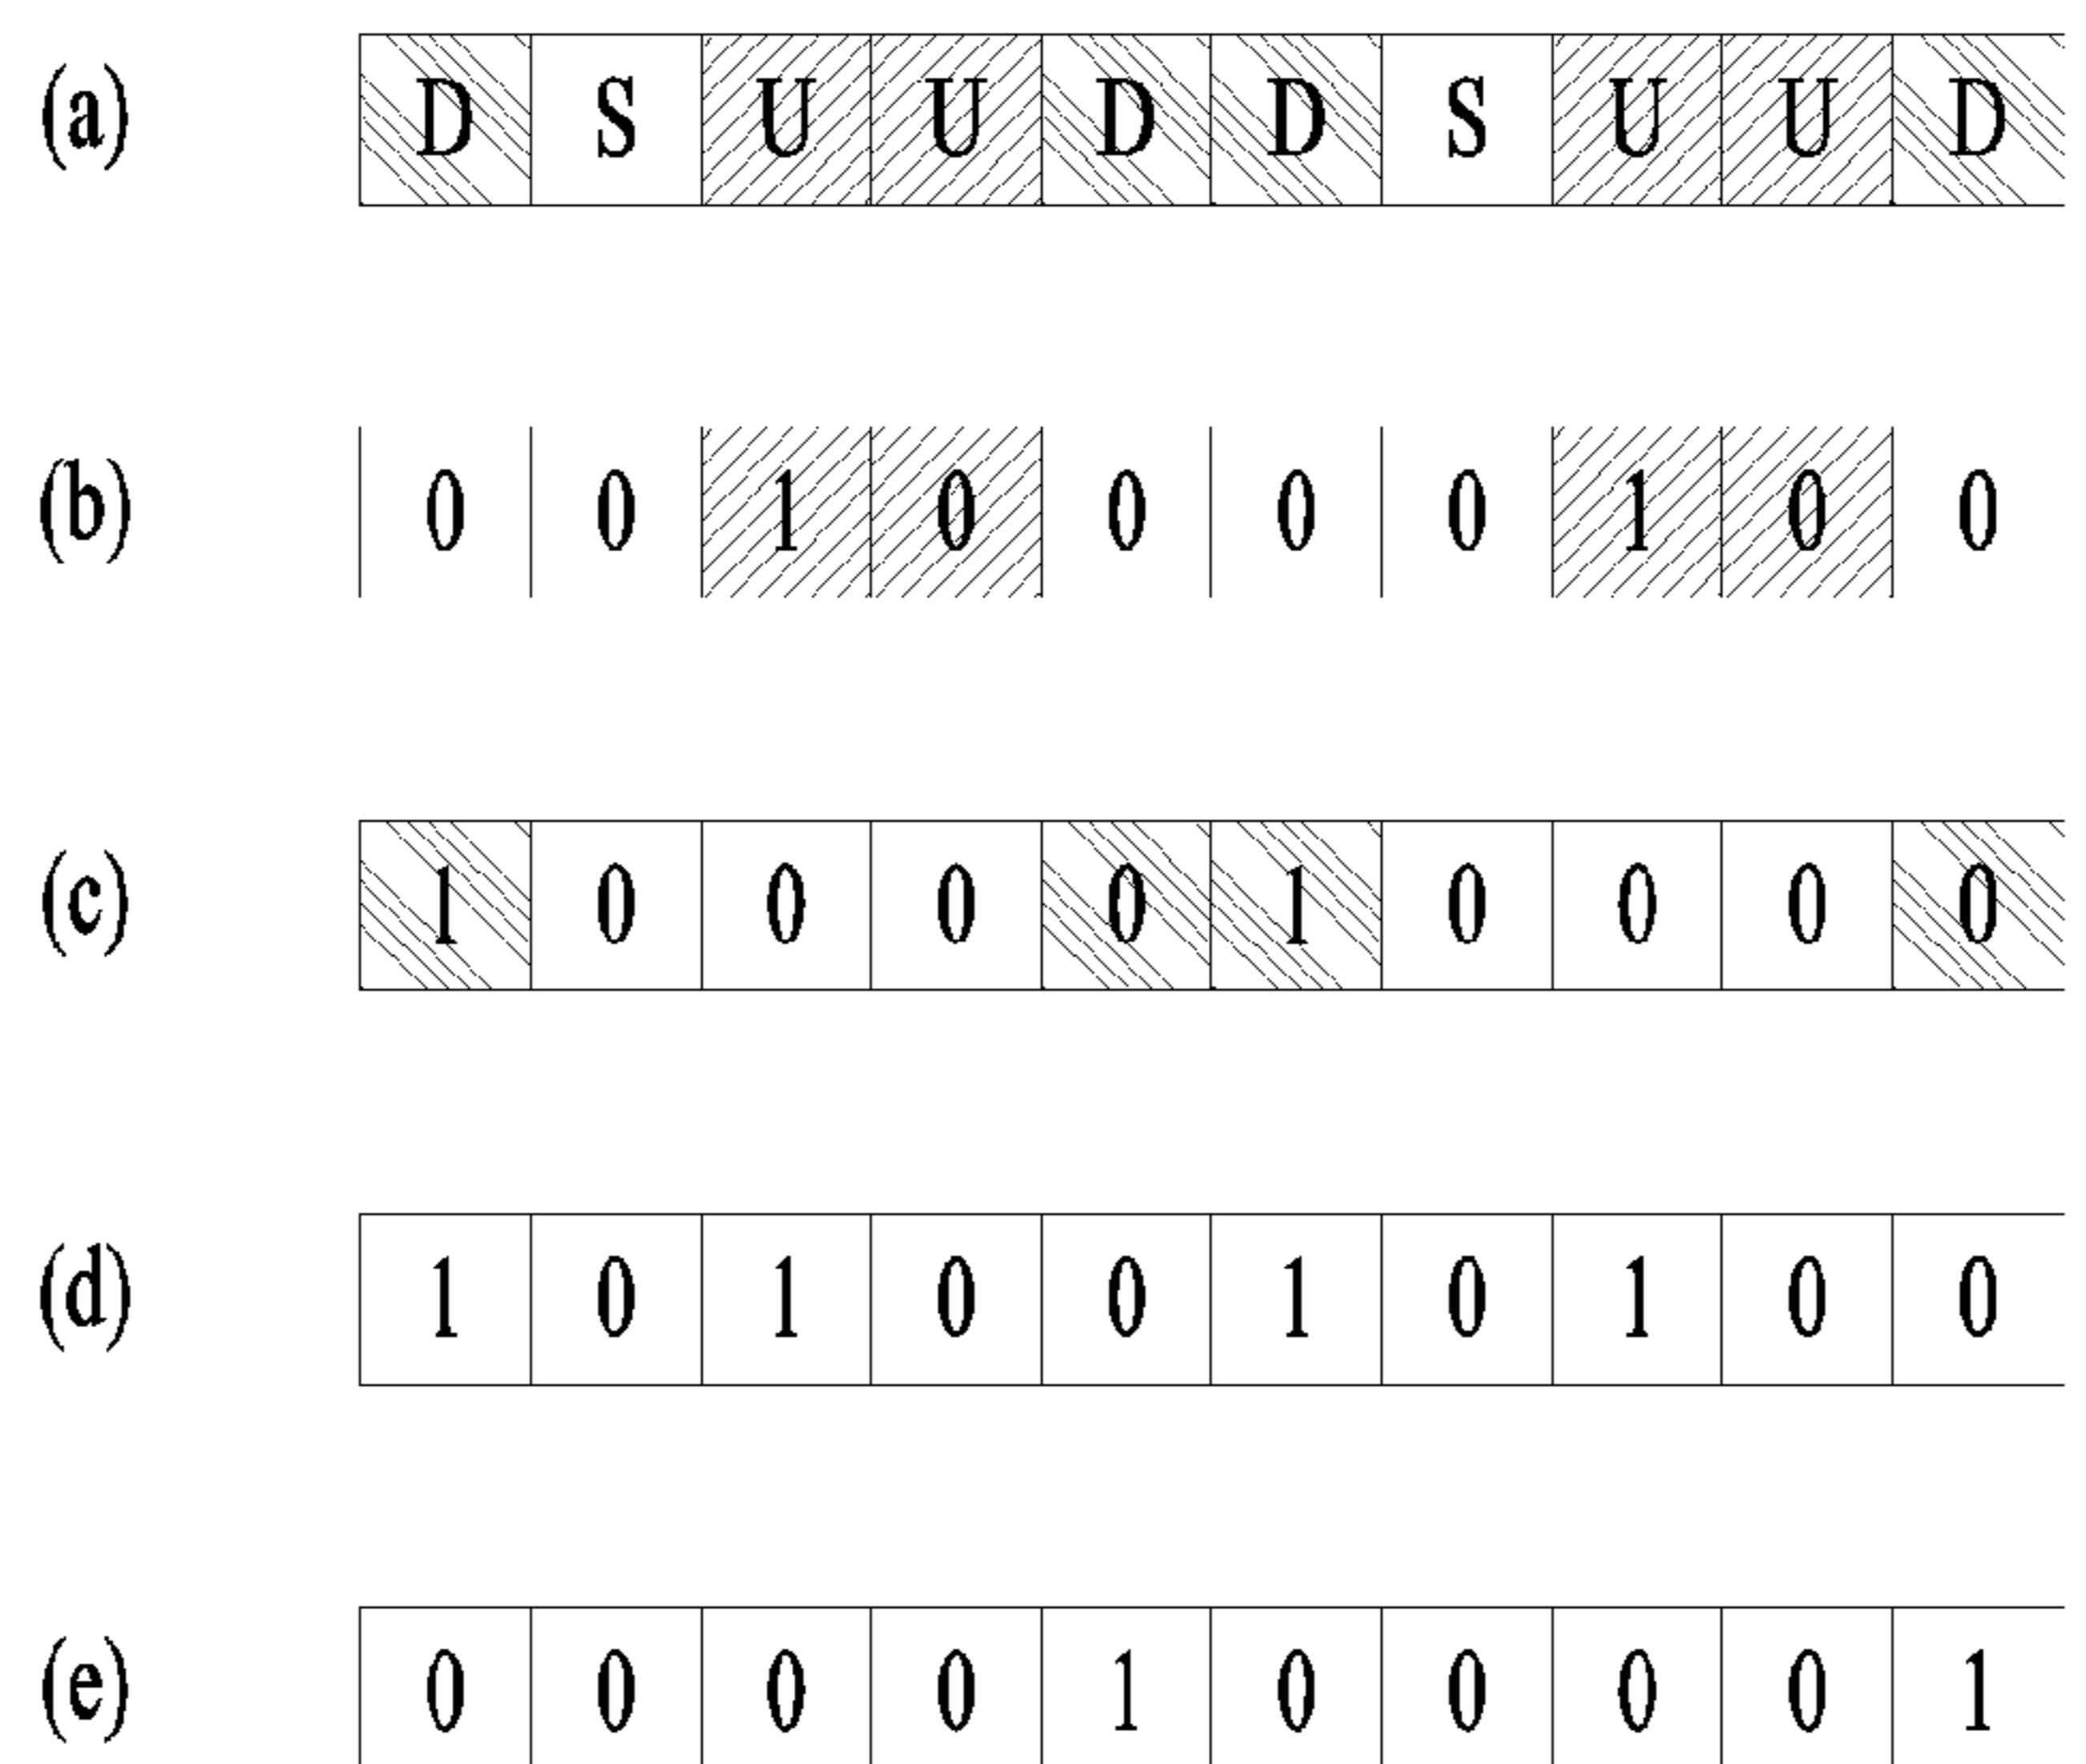 (a) D S U U D D S U U D
(b) 0 0 1 0 0 0 0 1 0 0
(c) 1 0 0 0 0 1 0 0 0 0
(d) 1 0 1 0 0 1 0 1 0 0
(e) 0 0 0 0 1 0 0 0 0 1